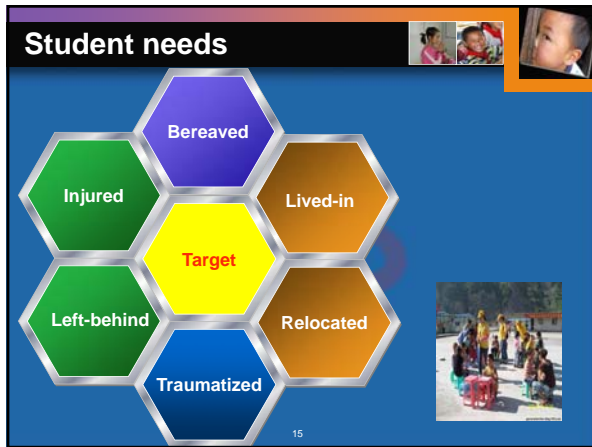 Student needs
Bereaved
Injured
Lived-in
Target
Left-behind
Relocated
Traumatized
15